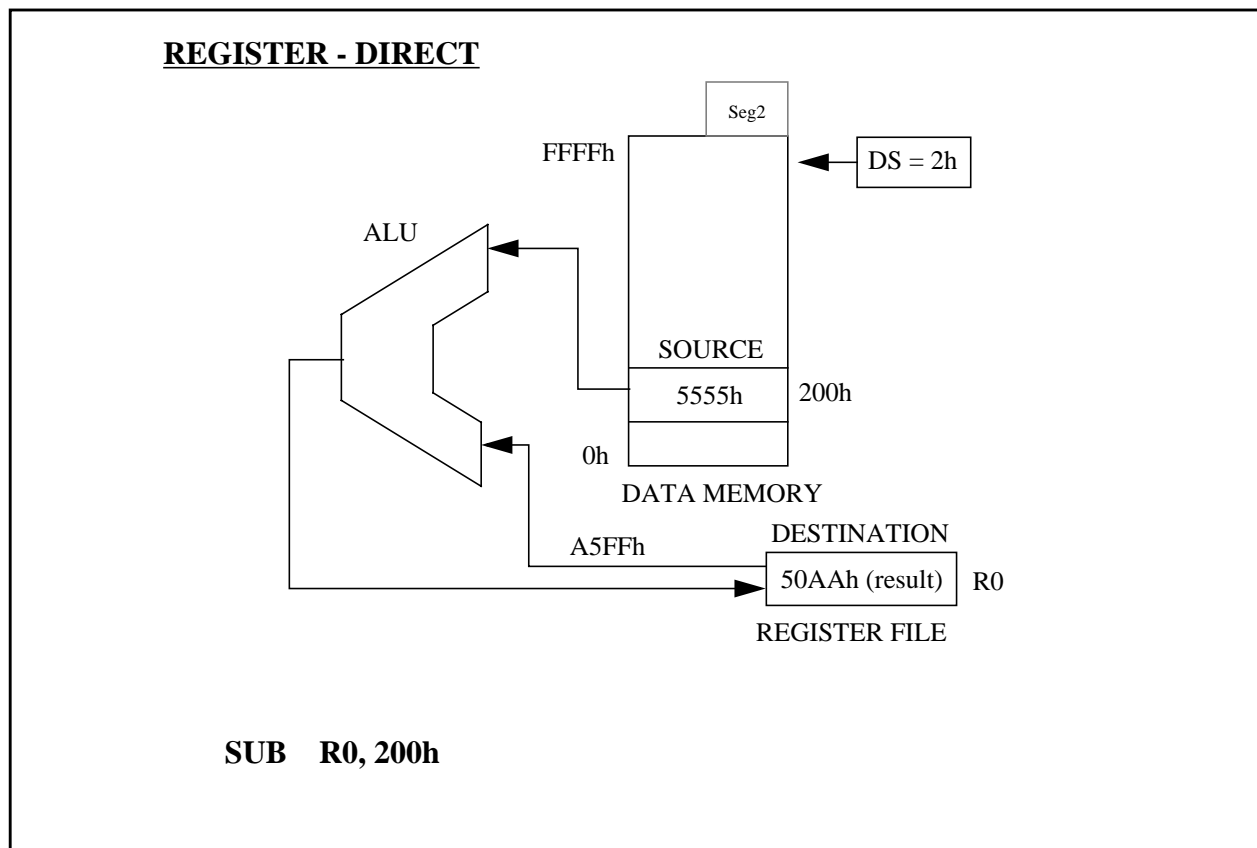 REGISTER - DIRECT
Seg2
FFFFh
DS = 2h
ALU
SOURCE
5555h
200h
0h
DATA MEMORY
DESTINATION
A5FFh
50AAh (result)
R0
REGISTER FILE
SUB R0, 200h